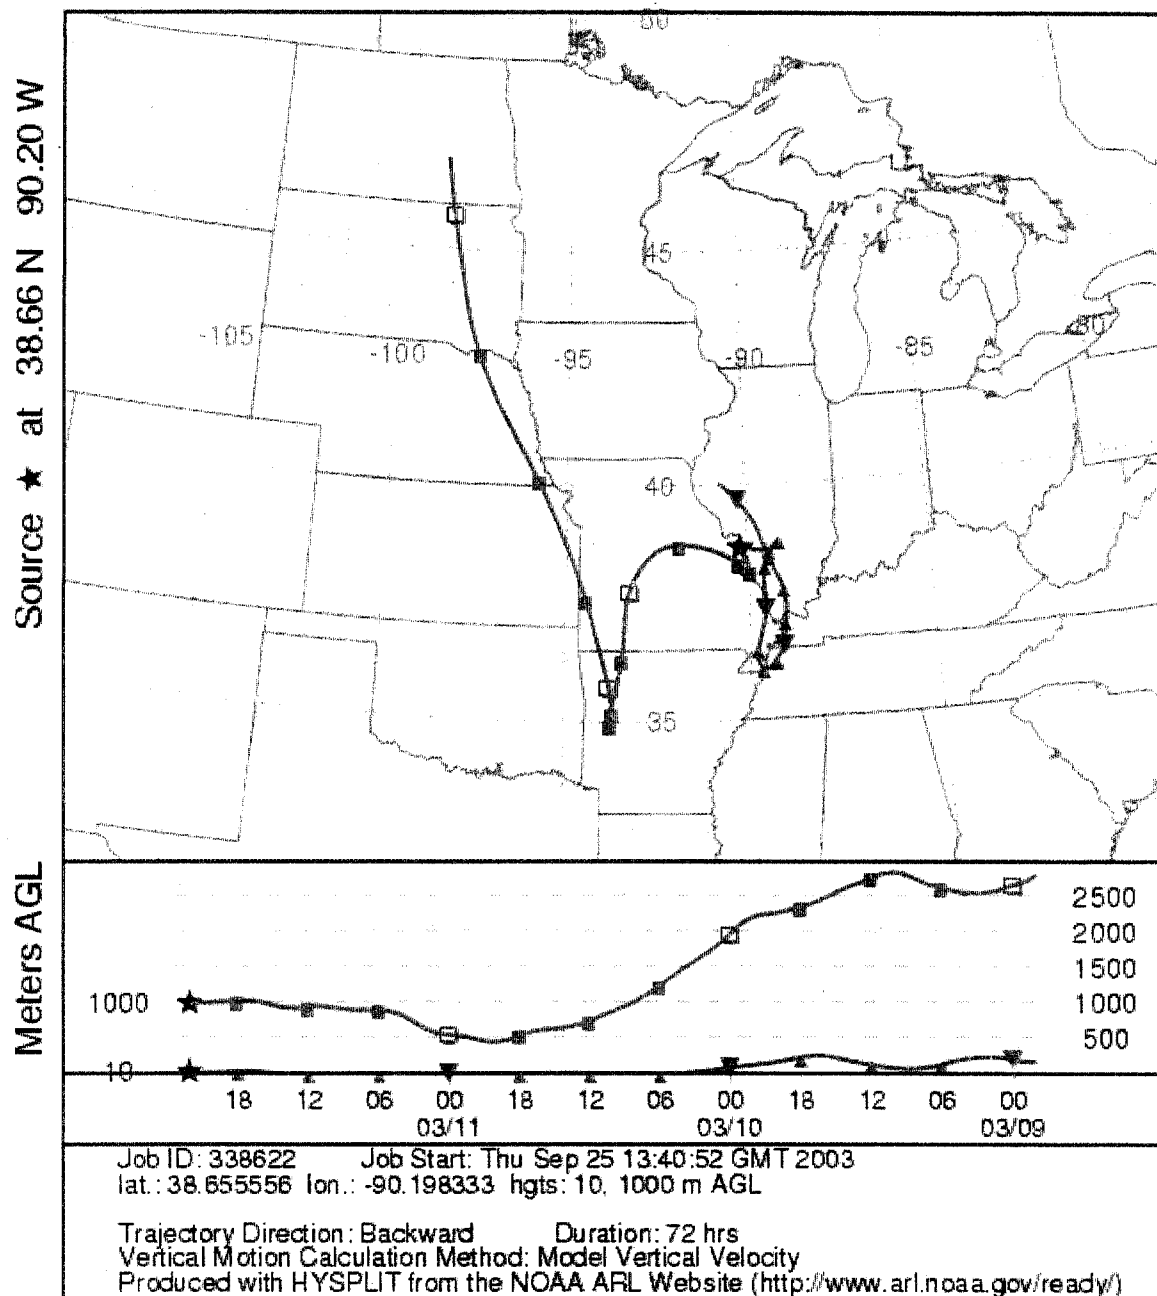 Source ★ at 38.66 N 90.20 W
45
-105
-100
-95
-90
-85
-80
40
35
Meters AGL
2500
2000
1500
1000 1000
500
10
18 12 06 00 18 12 06 00 18 12 06 00
03/11 03/10 03/09
Job ID: 338622 Job Start: Thu Sep 25 13:40:52 GMT 2003
lat.: 38.655556 lon.: -90.198333 hgts: 10, 1000 m AGL
Trajectory Direction: Backward Duration: 72 hrs
Vertical Motion Calculation Method: Model Vertical Velocity
Produced with HYSPLIT from the NOAA ARL Website (http://www.arl.noaa.gov/ready/)